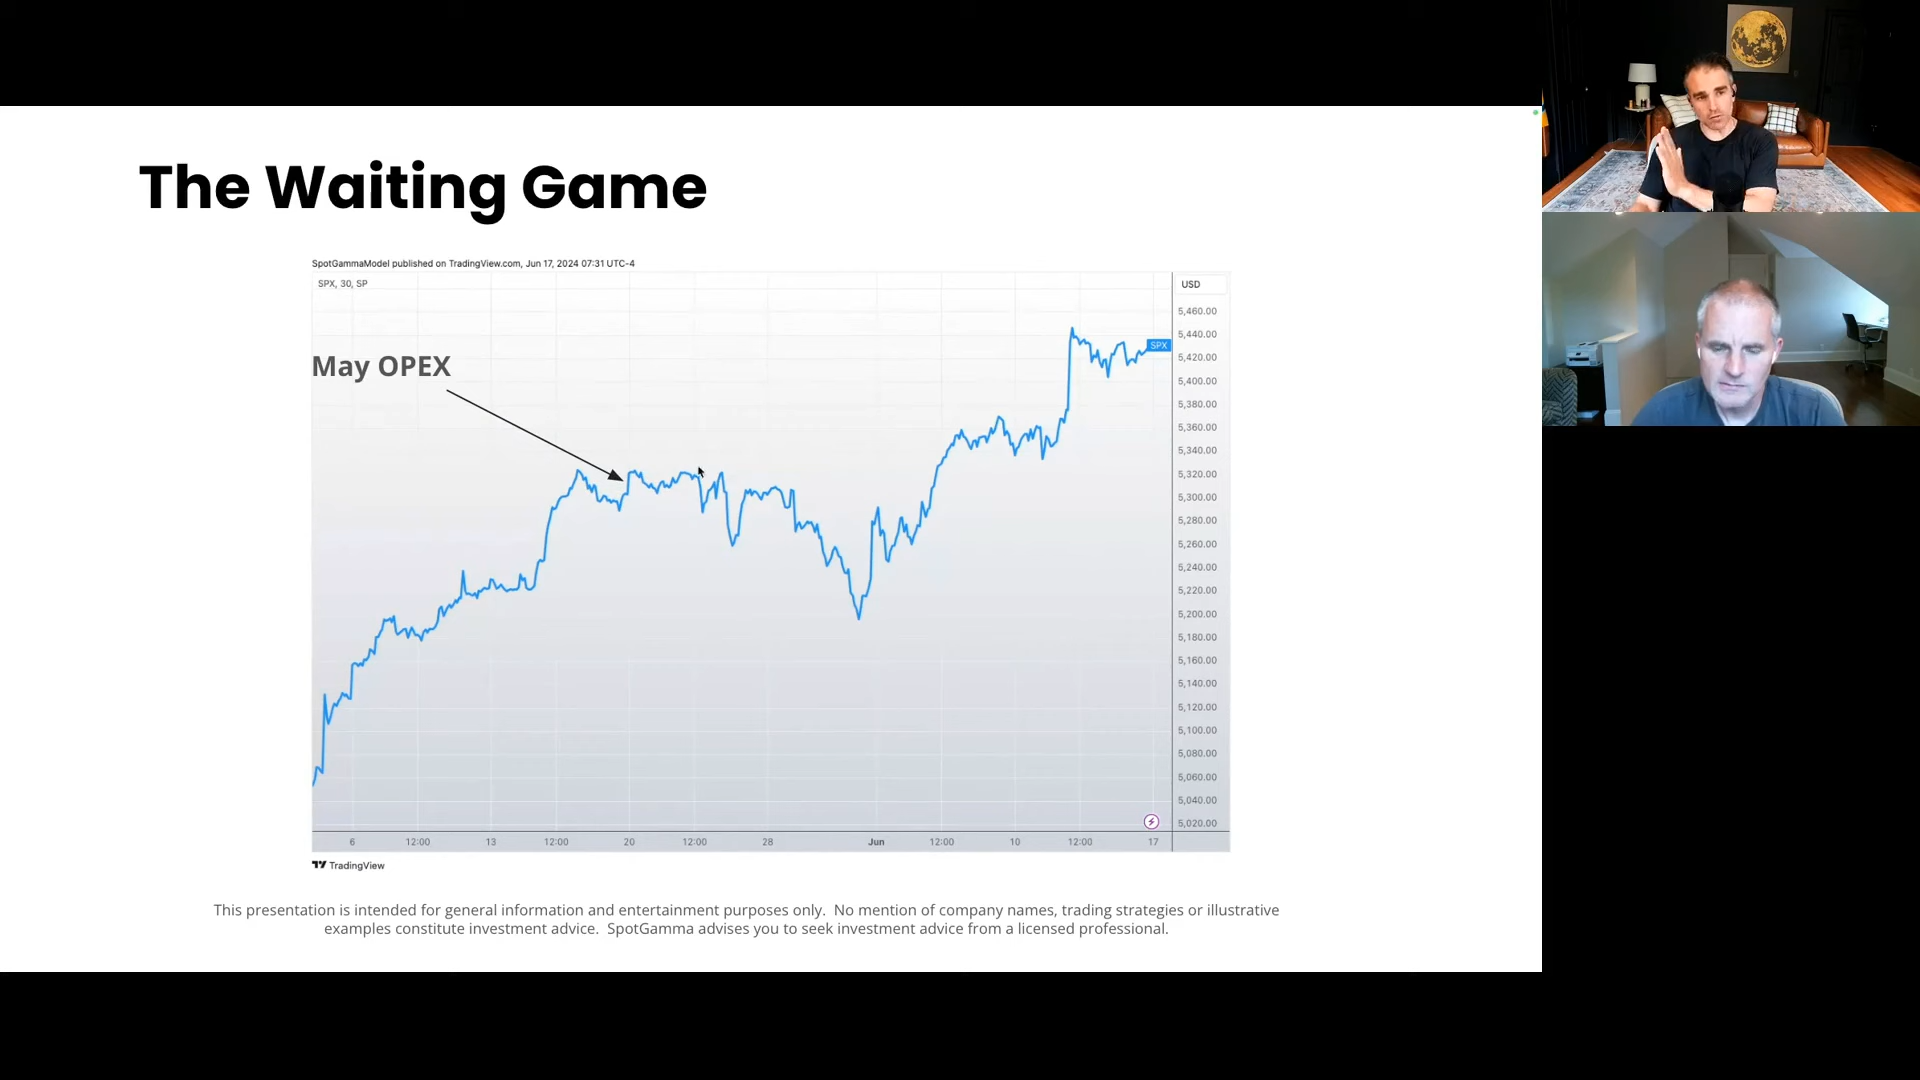 The Waiting Game
SpotGammaModel published on TradingView.com, Jun 17, 2024 07:31 UTC-4
SPX, 30, SP
USD
5,460.00
5,440.00
SPX
5,420.00
May OPEX
5,400.00
5,380.00
5,360.00
5,340.00
5,320.00
5,300.00
5,280.00
5,260.00
5,240.00
5,220.00
5,200.00
5,180.00
5,160.00
5,140.00
5,120.00
5,100.00
5,080.00
5,060.00
5,040.00
5,020.00
6 12:00 13 12:00 20 12:00 28 Jun 12:00 10 12:00 17
TradingView
This presentation is intended for general information and entertainment purposes only. No mention of company names, trading strategies or illustrative
examples constitute investment advice. SpotGamma advises you to seek investment advice from a licensed professional.